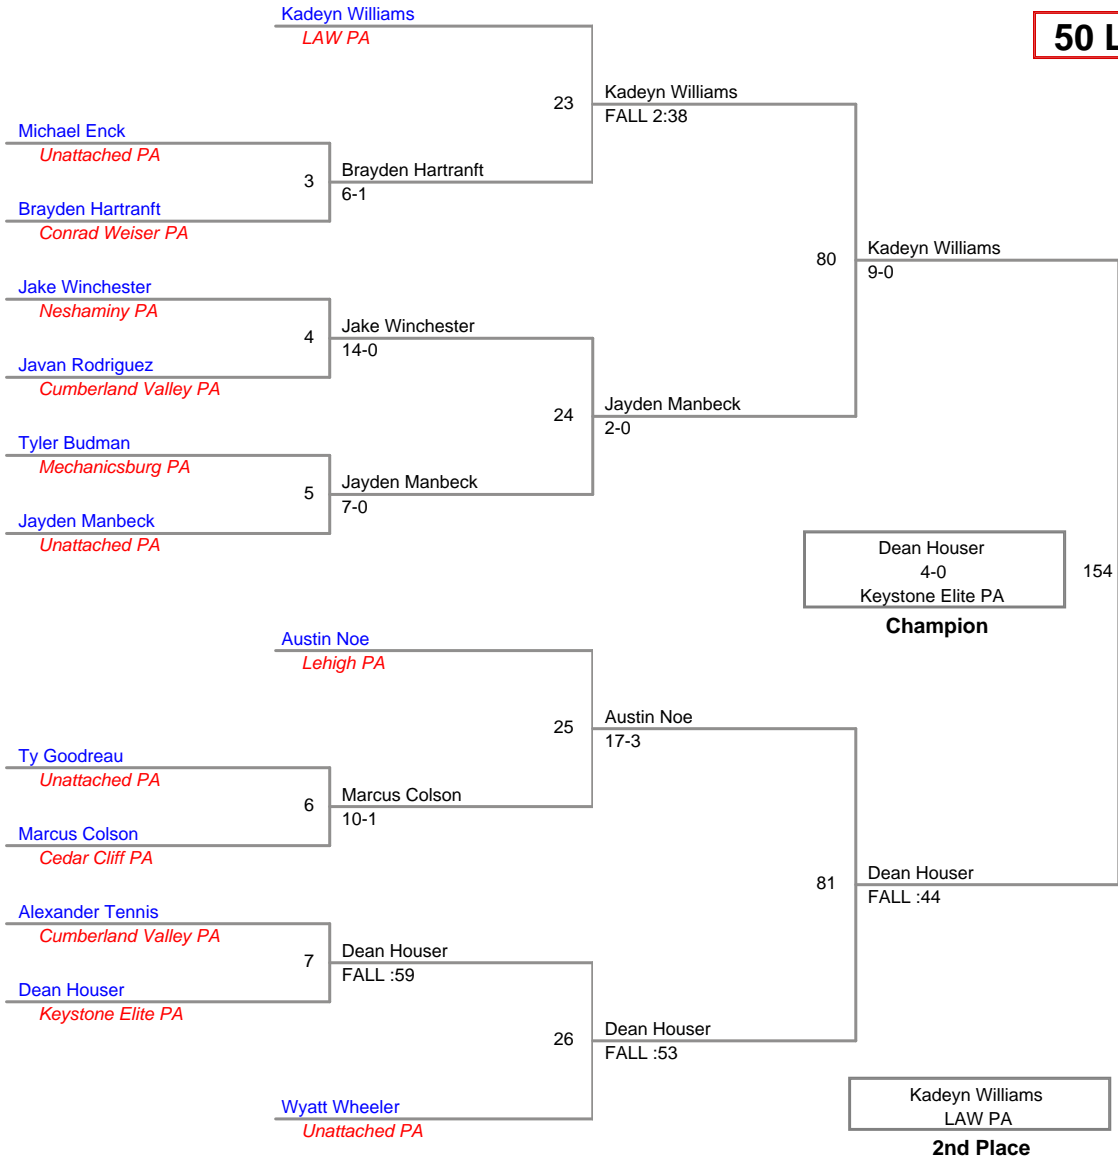 Kadeyn Williams
LAW PA
50 L
23
Kadeyn Williams
FALL 2:38
Michael Enck
Unattached PA
3
Brayden Hartranft
6-1
Brayden Hartranft
Conrad Weiser PA
80
Kadeyn Williams
9-0
Jake Winchester
Neshaminy PA
4
Jake Winchester
14-0
Javan Rodriguez
Cumberland Valley PA
24
Jayden Manbeck
2-0
Tyler Budman
Mechanicsburg PA
5
Jayden Manbeck
7-0
Jayden Manbeck
Unattached PA
Dean Houser
4-0
Keystone Elite PA
154
Champion
Austin Noe
Lehigh PA
25
Austin Noe
17-3
Ty Goodreau
Unattached PA
6
Marcus Colson
10-1
Marcus Colson
Cedar Cliff PA
81
Dean Houser
FALL :44
Alexander Tennis
Cumberland Valley PA
7
Dean Houser
FALL :59
Dean Houser
Keystone Elite PA
26
Dean Houser
FALL :53
Wyatt Wheeler
Unattached PA
Kadeyn Williams
LAW PA
2nd Place